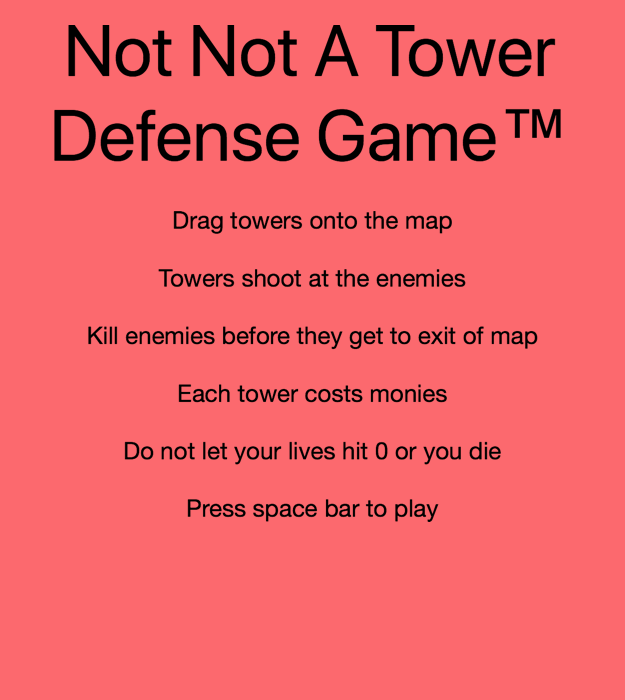 Not Not A Tower
Defense Game™
Drag towers onto the map
Towers shoot at the enemies
Kill enemies before they get to exit of map
Each tower costs monies
Do not let your lives hit 0 or you die
Press space bar to play